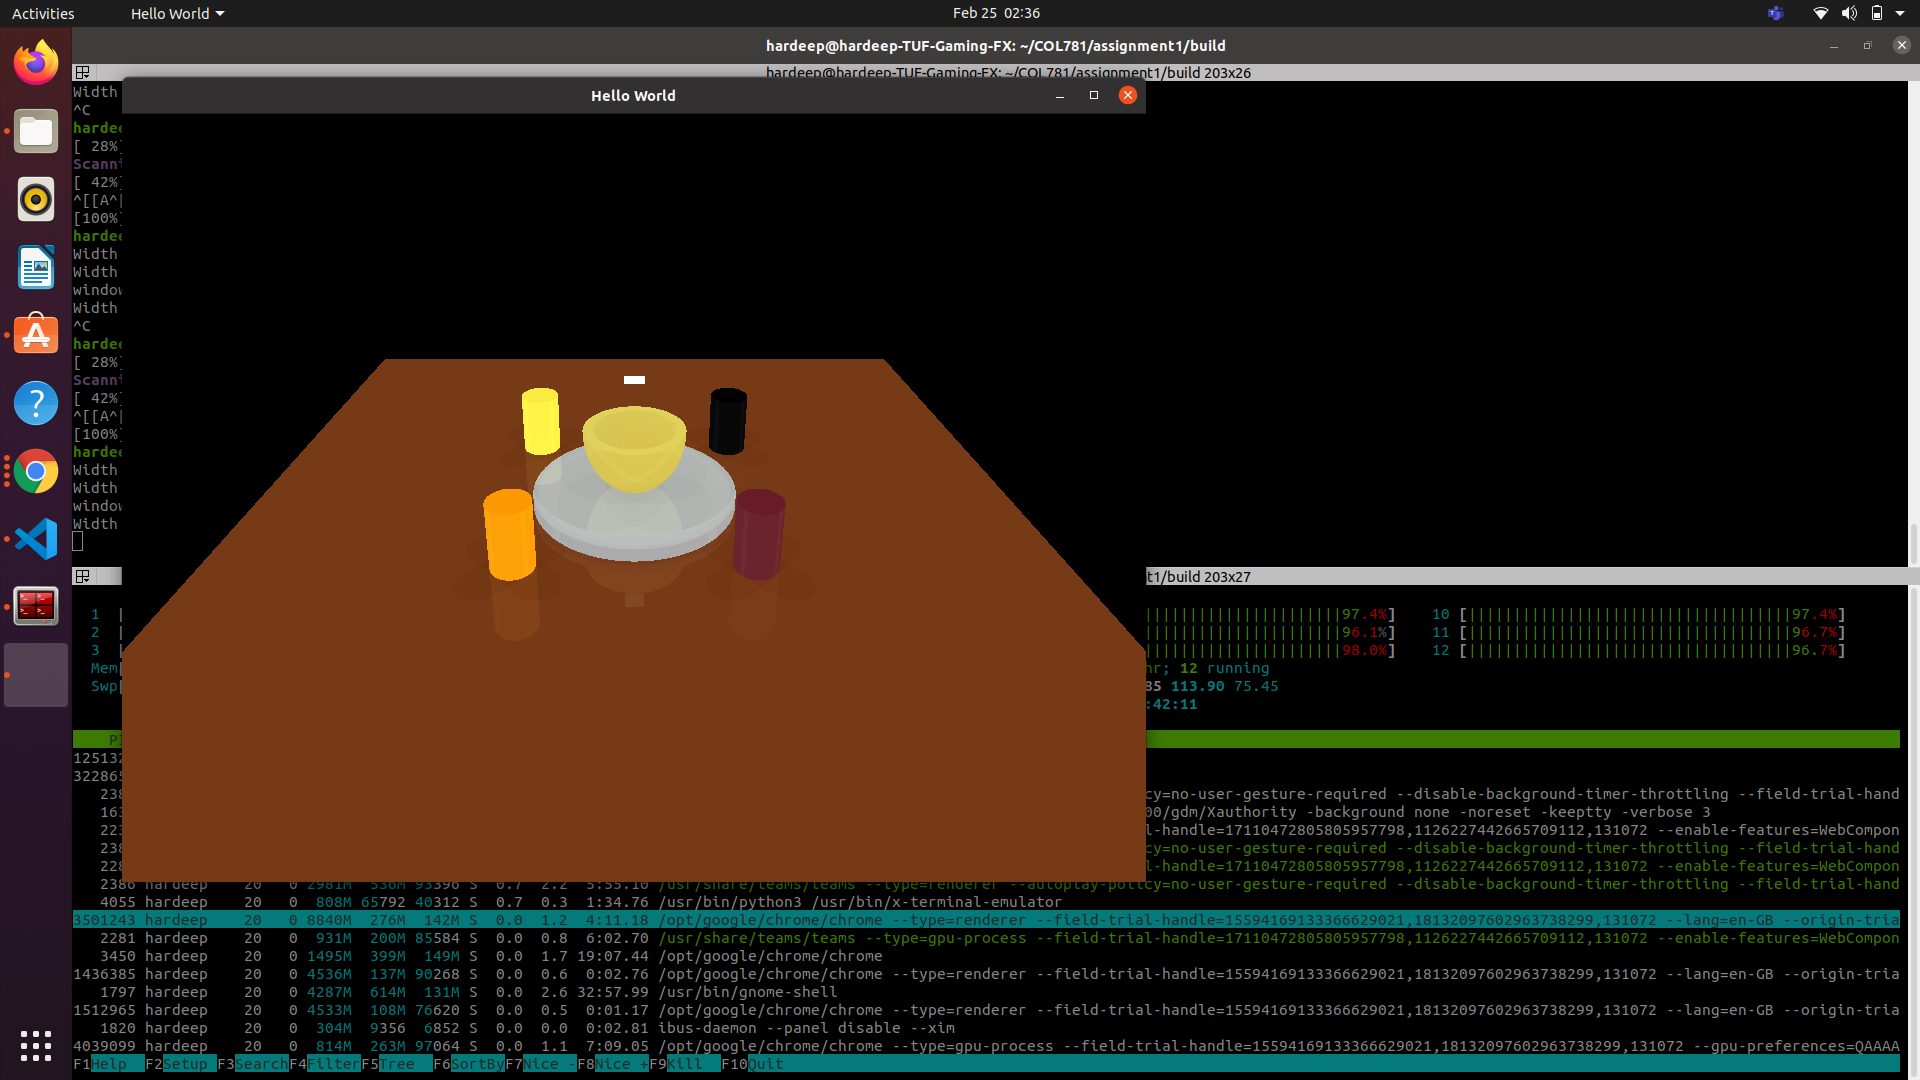 Activities
Hello World
Feb 25 02:36
hardeep@hardeep-TUF-Gaming-FX: ~/COL781/assignment1/build
hardeep@hardeep-TUF-Gaming-FX: ~/COL781/assignment1/build 203x26
Hello World
Width
^C
[ 28%]
[ 42%]
^[[A^
[100%]
Width
Width
Width
^C
[ 28%]
[ 42%]
^[[A^
[100%]
Width
Width
Width
t1/build 203x27
1 [ 97.4%] 10 [ 97.4%]
2 [ 96.1%] 11 [ 96.7%]
3 [ 98.0%] 12 [ 96.7%]
Mem hr; 12 running
Swp 85 113.90 75.45
:42:11
cy=no-user-gesture-required --disable-background-timer-throttling --field-trial-hand
00/gdm/Xauthority -background none -noreset -keeptty -verbose 3
l-handle=17110472805805957798,1126227442665709112,131072 --enable-features=WebCompon
cy=no-user-gesture-required --disable-background-timer-throttling --field-trial-hand
l-handle=17110472805805957798,1126227442665709112,131072 --enable-features=WebCompon
2386 hardeep 20 0 2981M 536M 93396 S 0.7 2.2 5:55.10 /usr/share/teams/teams --type=renderer --autoplay-policy=no-user-gesture-required --disable-background-timer-throttling --field-trial-hand
4055 hardeep 20 0 808M 65792 40312 S 0.7 0.3 1:34.76 /usr/bin/python3 /usr/bin/x-terminal-emulator
3501243 hardeep 20 0 8840M 276M 142M S 0.0 1.2 4:11.18 /opt/google/chrome/chrome --type=renderer --field-trial-handle=15594169133366629021,18132097602963738299,131072 --lang=en-GB --origin-tria
2281 hardeep 20 0 931M 200M 85584 S 0.0 0.8 6:02.70 /usr/share/teams/teams --type=gpu-process --field-trial-handle=17110472805805957798,1126227442665709112,131072 --enable-features=WebCompon
3450 hardeep 20 0 1495M 399M 149M S 0.0 1.7 19:07.44 /opt/google/chrome/chrome
1436385 hardeep 20 0 4536M 137M 90268 S 0.0 0.6 0:02.76 /opt/google/chrome/chrome --type=renderer --field-trial-handle=15594169133366629021,18132097602963738299,131072 --lang=en-GB --origin-tria
1797 hardeep 20 0 4287M 614M 131M S 0.0 2.6 32:57.99 /usr/bin/gnome-shell
1512965 hardeep 20 0 4533M 108M 76620 S 0.0 0.5 0:01.17 /opt/google/chrome/chrome --type=renderer --field-trial-handle=15594169133366629021,18132097602963738299,131072 --lang=en-GB --origin-tria
1820 hardeep 20 0 304M 9356 6852 S 0.0 0.0 0:02.81 ibus-daemon --panel disable --xim
4039099 hardeep 20 0 814M 263M 97064 S 0.0 1.1 7:09.05 /opt/google/chrome/chrome --type=gpu-process --field-trial-handle=15594169133366629021,18132097602963738299,131072 --gpu-preferences=QAAAA
F1Help F2Setup F3Search F4Filter F5Tree F6SortBy F7Nice - F8Nice + F9Kill F10Quit